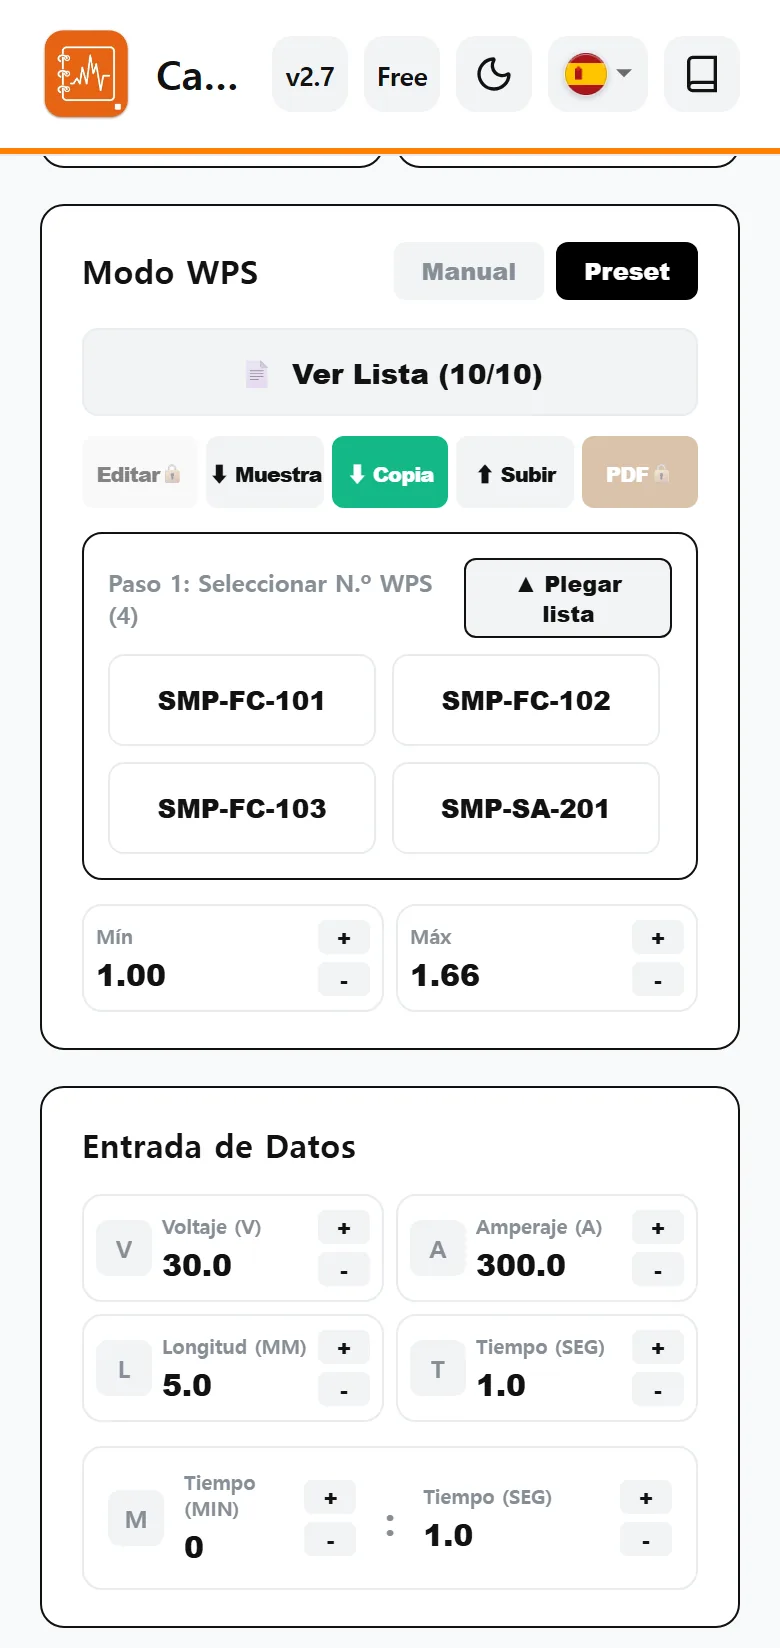 Ca...
v2.7
Free
Modo WPS
Manual
Preset
Ver Lista (10/10)
Editar
⬇ Muestra
⬇ Copia
⬆ Subir
PDF
Paso 1: Seleccionar N.º WPS
(4)
▲ Plegar
lista
SMP-FC-101
SMP-FC-102
SMP-FC-103
SMP-SA-201
Mín
1.00
+
-
Máx
1.66
+
-
Entrada de Datos
V
Voltaje (V)
30.0
+
-
A
Amperaje (A)
300.0
+
-
L
Longitud (MM)
5.0
+
-
T
Tiempo (SEG)
1.0
+
-
M
Tiempo
(MIN)
0
+
-
:
Tiempo (SEG)
1.0
+
-